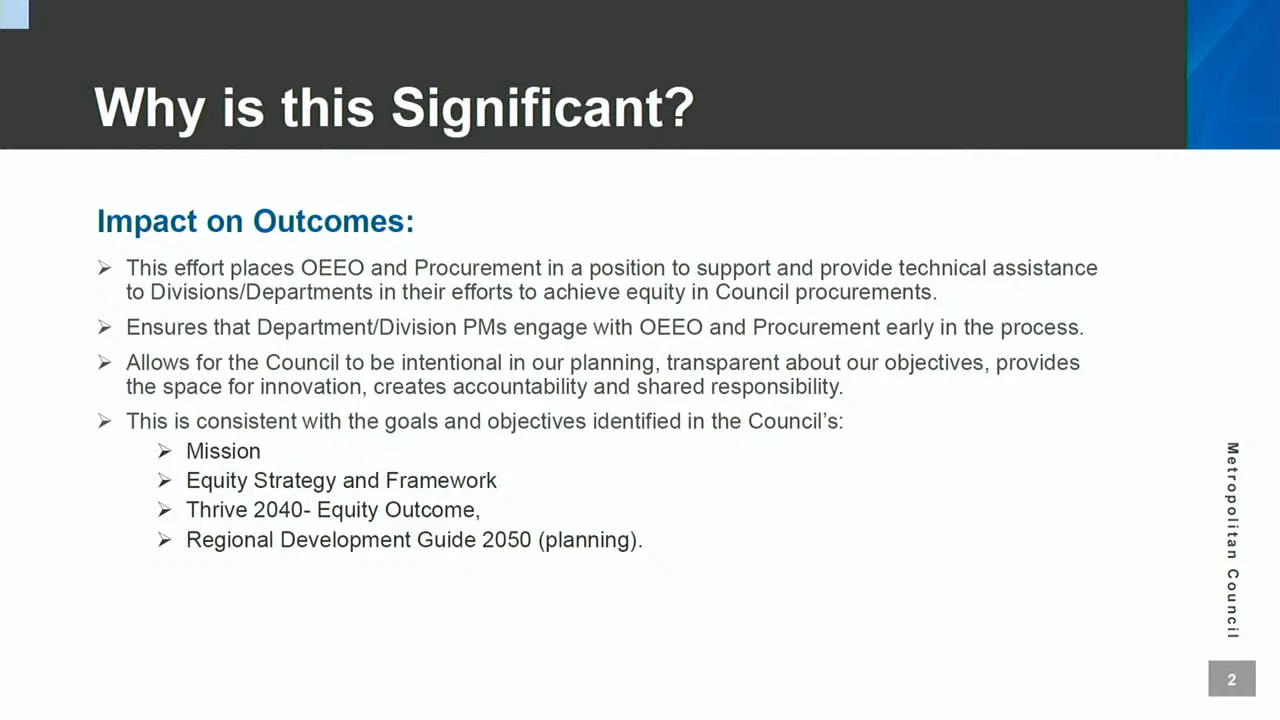 Why is this Significant?
Impact on Outcomes:
➢ This effort places OEEO and Procurement in a position to support and provide technical assistance
to Divisions/Departments in their efforts to achieve equity in Council procurements.
➢ Ensures that Department/Division PMs engage with OEEO and Procurement early in the process.
➢ Allows for the Council to be intentional in our planning, transparent about our objectives, provides
the space for innovation, creates accountability and shared responsibility.
➢ This is consistent with the goals and objectives identified in the Council’s:
➢ Mission
➢ Equity Strategy and Framework
➢ Thrive 2040- Equity Outcome,
➢ Regional Development Guide 2050 (planning).
Metropolitan Council
2